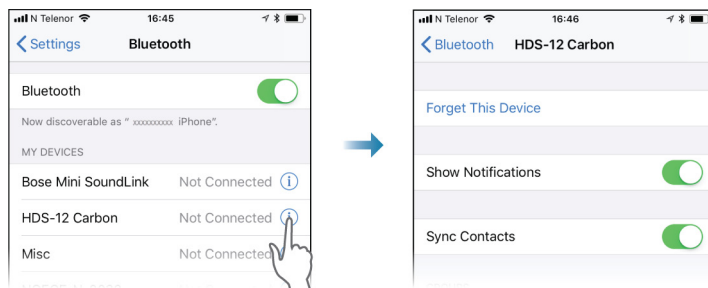 N Telenor 16:45
Settings Bluetooth
Bluetooth
Now discoverable as " xxxxxxxxxx iPhone".
MY DEVICES
Bose Mini SoundLink Not Connected
HDS-12 Carbon Not Connected
Misc Not Connected
N Telenor 16:46
Bluetooth HDS-12 Carbon
Forget This Device
Show Notifications
Sync Contacts